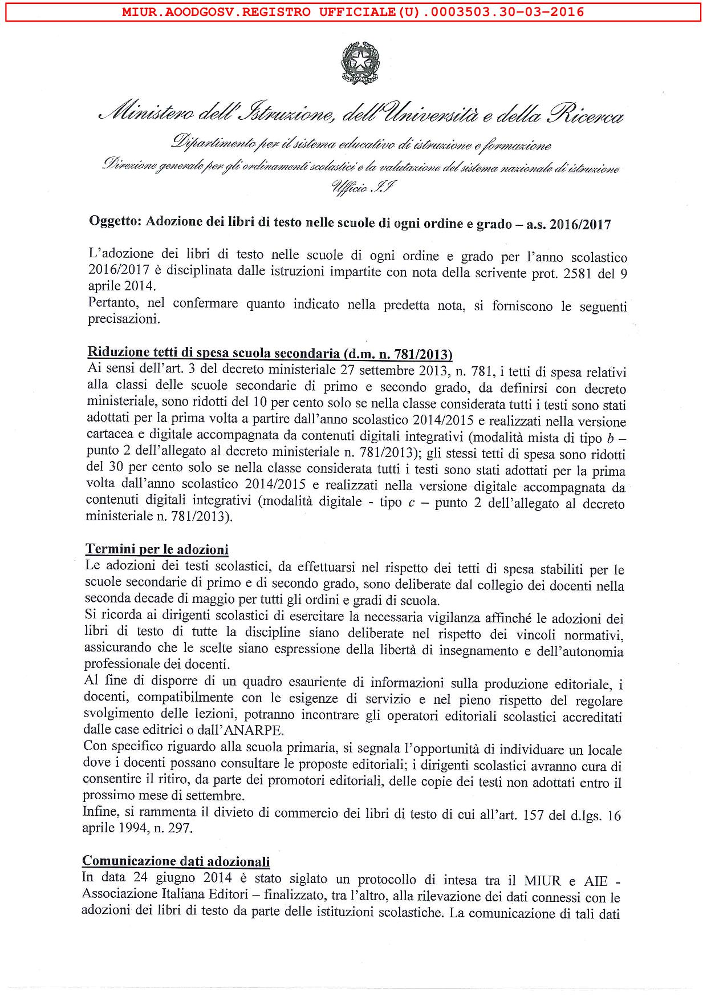 MIUR.AOODGOSV.REGISTRO UFFICIALE(U).0003503.30-03-2016
Ministero dell'Istruzione, dell'Università e della Ricerca
Dipartimento per il sistema educativo di istruzione e formazione
Direzione generale per gli ordinamenti scolastici e la valutazione del sistema nazionale di istruzione
Ufficio II
Oggetto: Adozione dei libri di testo nelle scuole di ogni ordine e grado – a.s. 2016/2017
L'adozione dei libri di testo nelle scuole di ogni ordine e grado per l'anno scolastico
2016/2017 è disciplinata dalle istruzioni impartite con nota della scrivente prot. 2581 del 9
aprile 2014.
Pertanto, nel confermare quanto indicato nella predetta nota, si forniscono le seguenti
precisazioni.
Riduzione tetti di spesa scuola secondaria (d.m. n. 781/2013)
Ai sensi dell'art. 3 del decreto ministeriale 27 settembre 2013, n. 781, i tetti di spesa relativi
alla classi delle scuole secondarie di primo e secondo grado, da definirsi con decreto
ministeriale, sono ridotti del 10 per cento solo se nella classe considerata tutti i testi sono stati
adottati per la prima volta a partire dall'anno scolastico 2014/2015 e realizzati nella versione
cartacea e digitale accompagnata da contenuti digitali integrativi (modalità mista di tipo b –
punto 2 dell'allegato al decreto ministeriale n. 781/2013); gli stessi tetti di spesa sono ridotti
del 30 per cento solo se nella classe considerata tutti i testi sono stati adottati per la prima
volta dall'anno scolastico 2014/2015 e realizzati nella versione digitale accompagnata da
contenuti digitali integrativi (modalità digitale - tipo c – punto 2 dell'allegato al decreto
ministeriale n. 781/2013).
Termini per le adozioni
Le adozioni dei testi scolastici, da effettuarsi nel rispetto dei tetti di spesa stabiliti per le
scuole secondarie di primo e di secondo grado, sono deliberate dal collegio dei docenti nella
seconda decade di maggio per tutti gli ordini e gradi di scuola.
Si ricorda ai dirigenti scolastici di esercitare la necessaria vigilanza affinché le adozioni dei
libri di testo di tutte la discipline siano deliberate nel rispetto dei vincoli normativi,
assicurando che le scelte siano espressione della libertà di insegnamento e dell'autonomia
professionale dei docenti.
Al fine di disporre di un quadro esauriente di informazioni sulla produzione editoriale, i
docenti, compatibilmente con le esigenze di servizio e nel pieno rispetto del regolare
svolgimento delle lezioni, potranno incontrare gli operatori editoriali scolastici accreditati
dalle case editrici o dall'ANARPE.
Con specifico riguardo alla scuola primaria, si segnala l'opportunità di individuare un locale
dove i docenti possano consultare le proposte editoriali; i dirigenti scolastici avranno cura di
consentire il ritiro, da parte dei promotori editoriali, delle copie dei testi non adottati entro il
prossimo mese di settembre.
Infine, si rammenta il divieto di commercio dei libri di testo di cui all'art. 157 del d.lgs. 16
aprile 1994, n. 297.
Comunicazione dati adozionali
In data 24 giugno 2014 è stato siglato un protocollo di intesa tra il MIUR e AIE -
Associazione Italiana Editori – finalizzato, tra l'altro, alla rilevazione dei dati connessi con le
adozioni dei libri di testo da parte delle istituzioni scolastiche. La comunicazione di tali dati